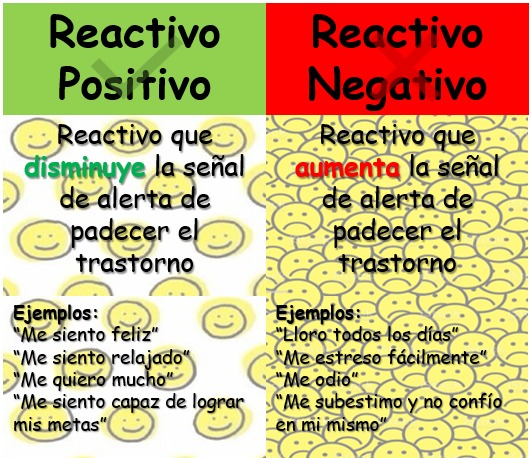 Reactivo
Positivo
Reactivo
Negativo
Reactivo que
disminuye la señal
de alerta de
padecer el
trastorno
Reactivo que
aumenta la señal
de alerta de
padecer el
trastorno
Ejemplos:
"Me siento feliz"
"Me siento relajado"
"Me quiero mucho"
"Me siento capaz de lograr
mis metas"
Ejemplos:
"Lloro todos los días"
"Me estreso fácilmente"
"Me odio"
"Me subestimo y no confío
en mi mismo"